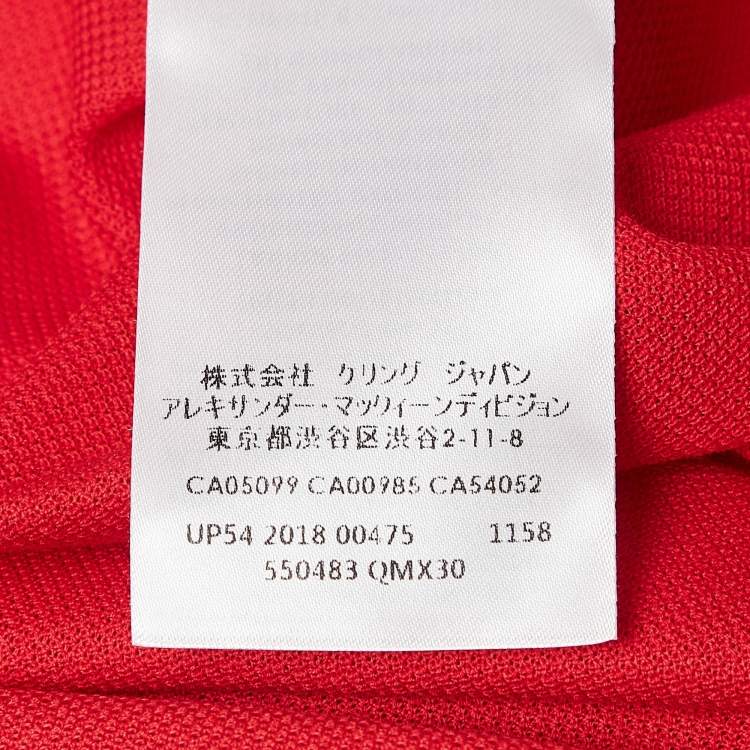 株式会社 クリング ジャパン
アレキサンダー・マックィーンディビジョン
東京都渋谷区渋谷2-11-8
CA05099 CA00985 CA54052
UP54 2018 00475 1158
550483 QMX30